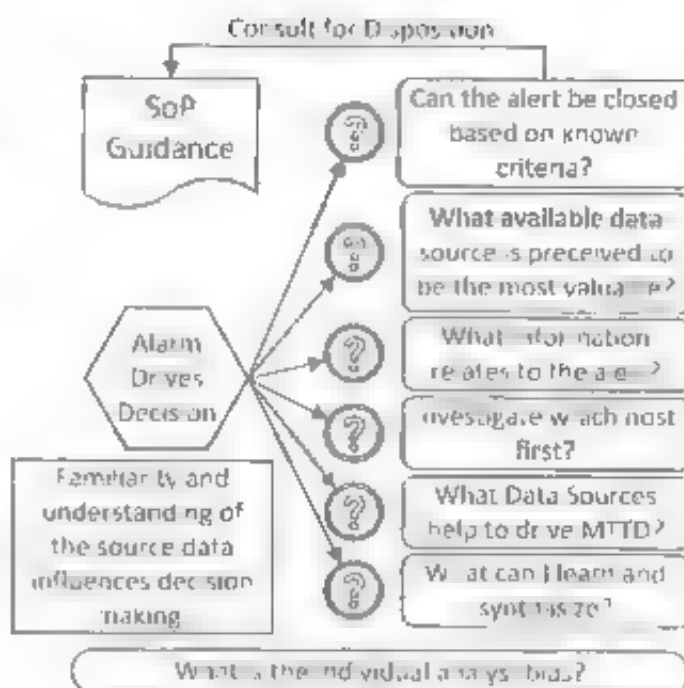 Consult for Disposition
SoP
Guidance
Can the alert be closed
based on known
criteria?
What available data
source is preceived to
be the most valuable?
What information
relates to the alert?
Investigate which host
first?
What Data Sources
help to drive MTTD?
What can I learn and
synthesize?
Alarm
Drives
Decision
Familiarity and
understanding of
the source data
influences decision
making
What is the individual analyst bias?